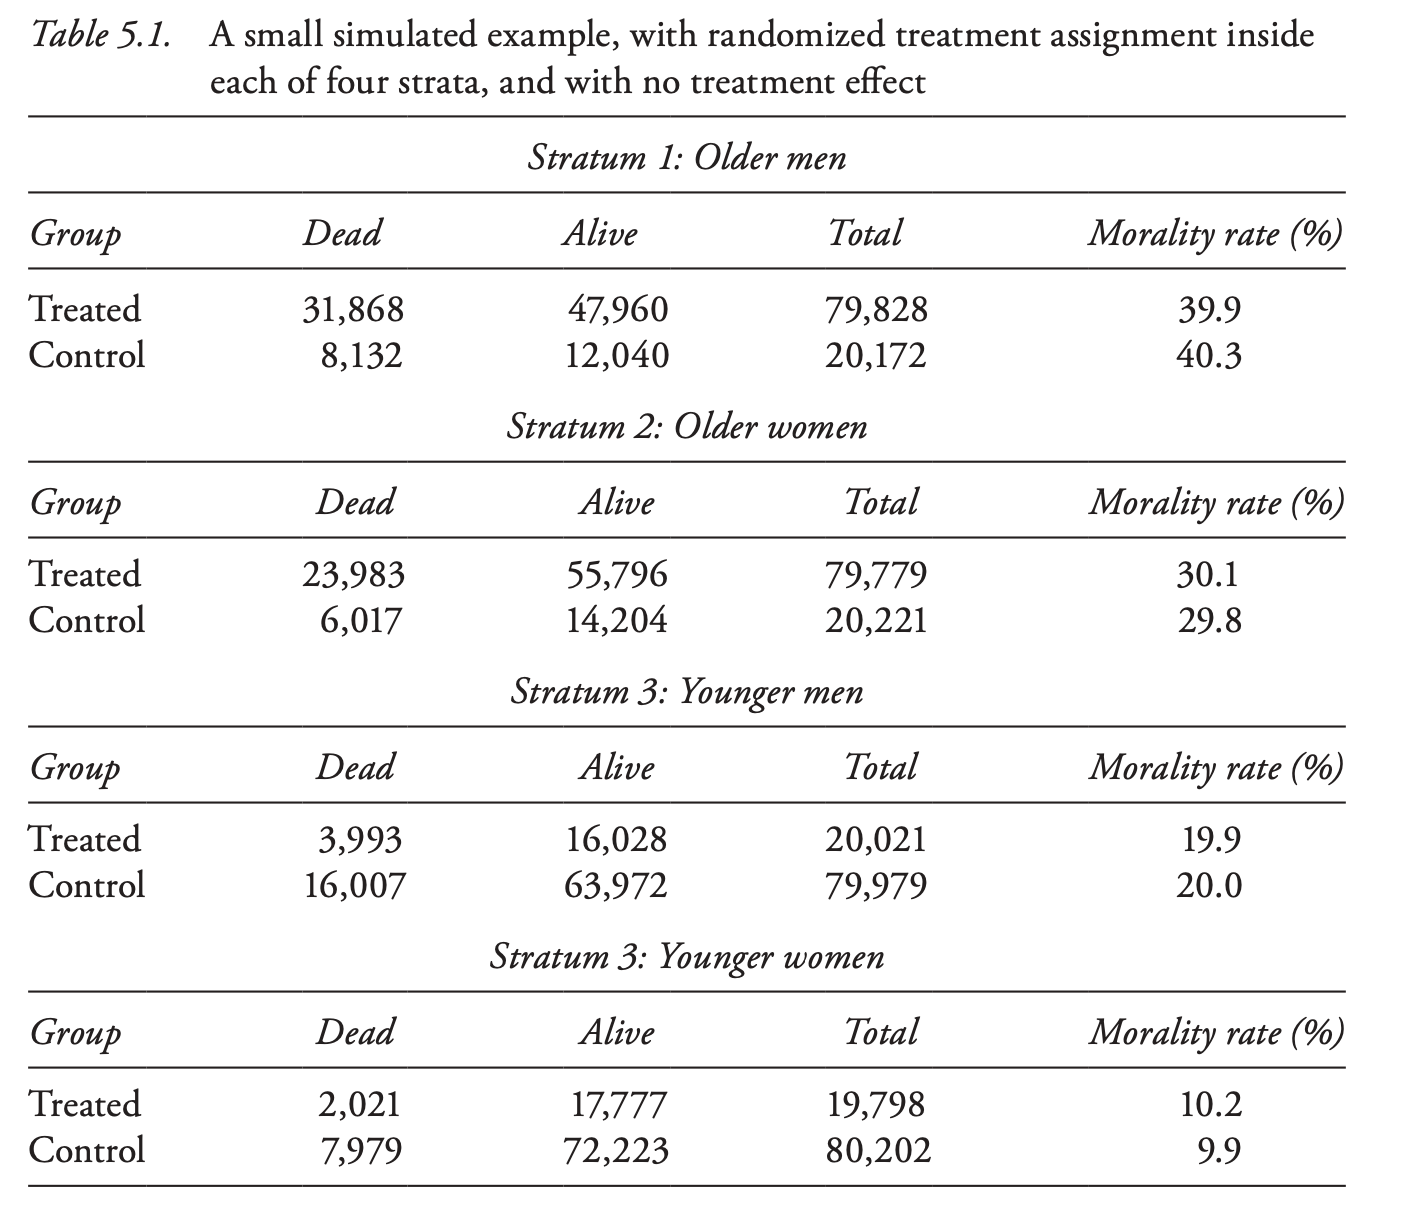 Table 5.1. A small simulated example, with randomized treatment assignment inside
each of four strata, and with no treatment effect
Stratum 1: Older men
Group Dead Alive Total Morality rate (%)
Treated 31,868 47,960 79,828 39.9
Control 8,132 12,040 20,172 40.3
Stratum 2: Older women
Group Dead Alive Total Morality rate (%)
Treated 23,983 55,796 79,779 30.1
Control 6,017 14,204 20,221 29.8
Stratum 3: Younger men
Group Dead Alive Total Morality rate (%)
Treated 3,993 16,028 20,021 19.9
Control 16,007 63,972 79,979 20.0
Stratum 3: Younger women
Group Dead Alive Total Morality rate (%)
Treated 2,021 17,777 19,798 10.2
Control 7,979 72,223 80,202 9.9